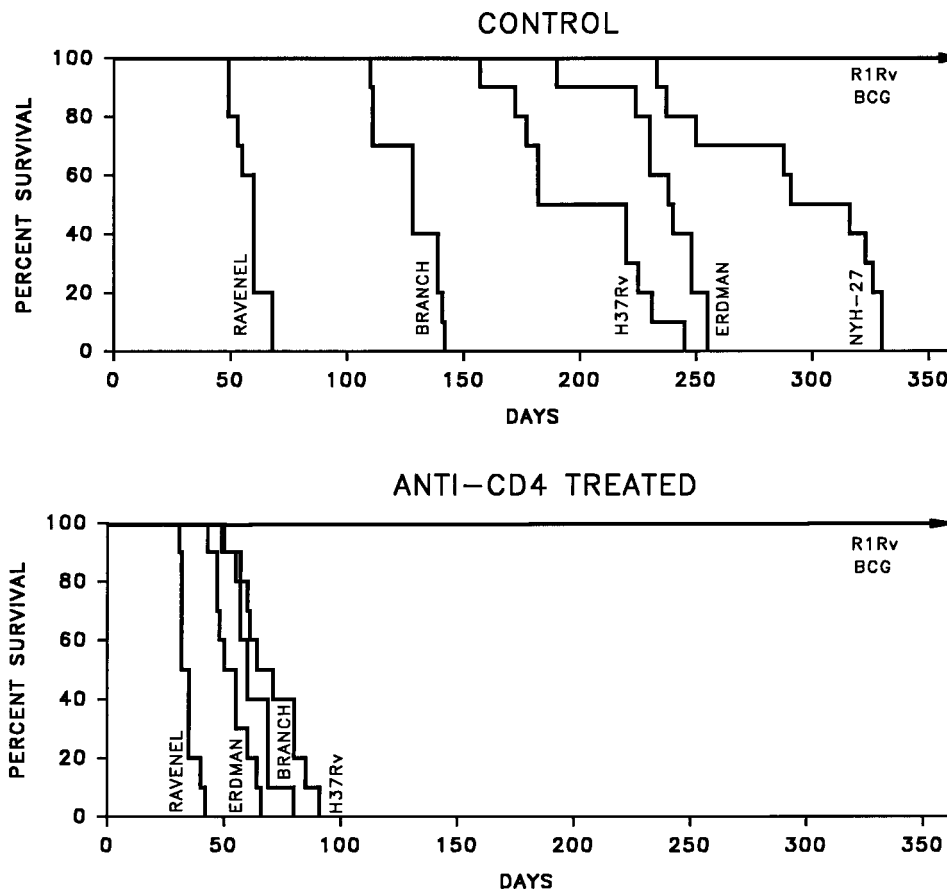 CONTROL
100
80
60
40
20
0
PERCENT SURVIVAL
R1Rv
BCG
RAVENEL
BRANCH
H37Rv
ERDMAN
NYH-27
0 50 100 150 200 250 300 350
DAYS
ANTI-CD4 TREATED
100
80
60
40
20
0
PERCENT SURVIVAL
R1Rv
BCG
RAVENEL
ERDMAN
BRANCH
H37Rv
0 50 100 150 200 250 300 350
DAYS